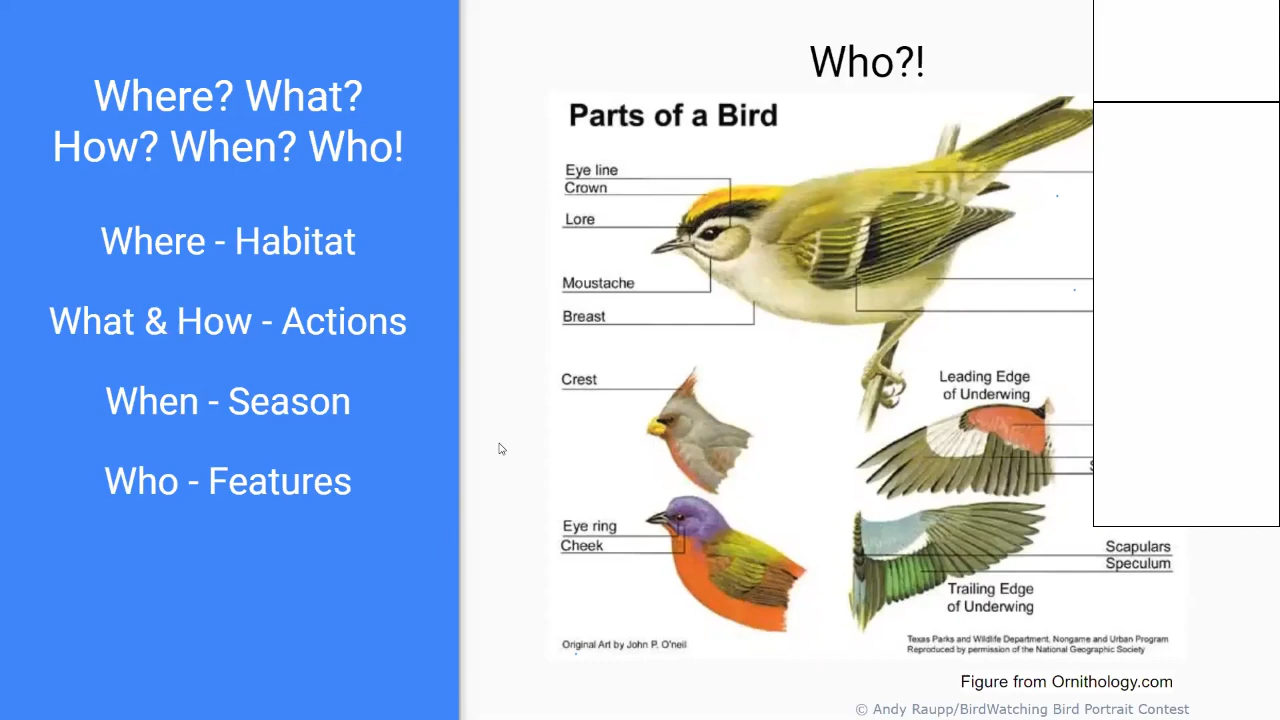 Where? What?
How? When? Who!
Where - Habitat
What & How - Actions
When - Season
Who - Features
Who?!
Parts of a Bird
Eye line
Crown
Lore
Moustache
Breast
Crest
Eye ring
Cheek
Leading Edge
of Underwing
Scapulars
Speculum
Trailing Edge
of Underwing
Original Art by John P. O'neil
Texas Parks and Wildlife Department, Nongame and Urban Program
Reproduced by permission of the National Geographic Society
Figure from Ornithology.com
© Andy Raupp/BirdWatching Bird Portrait Contest